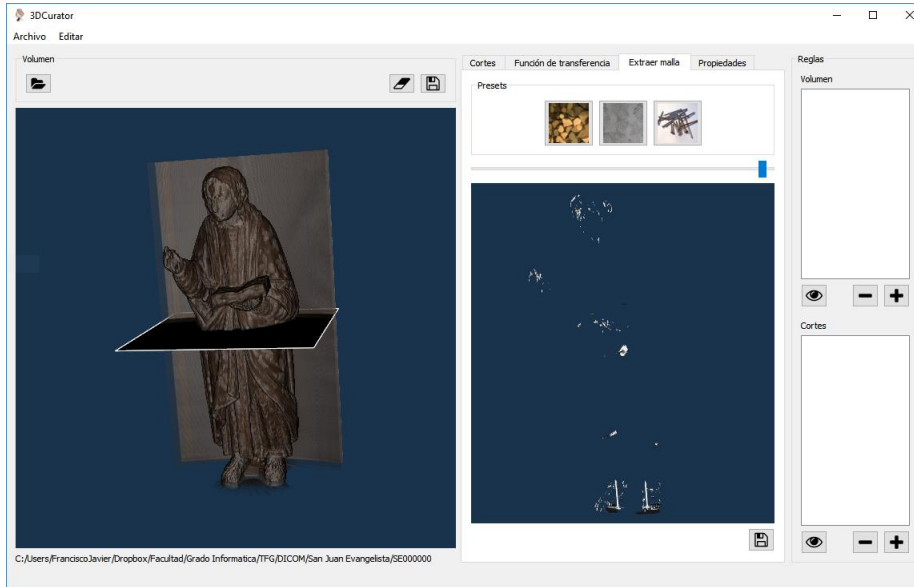 3DCurator
Archivo Editar
Volumen
Cortes Función de transferencia Extraer malla Propiedades
Presets
Reglas
Volumen
Cortes
C:/Users/FranciscoJavier/Dropbox/Facultad/Grado Informatica/TFG/DICOM/San Juan Evangelista/SE000000